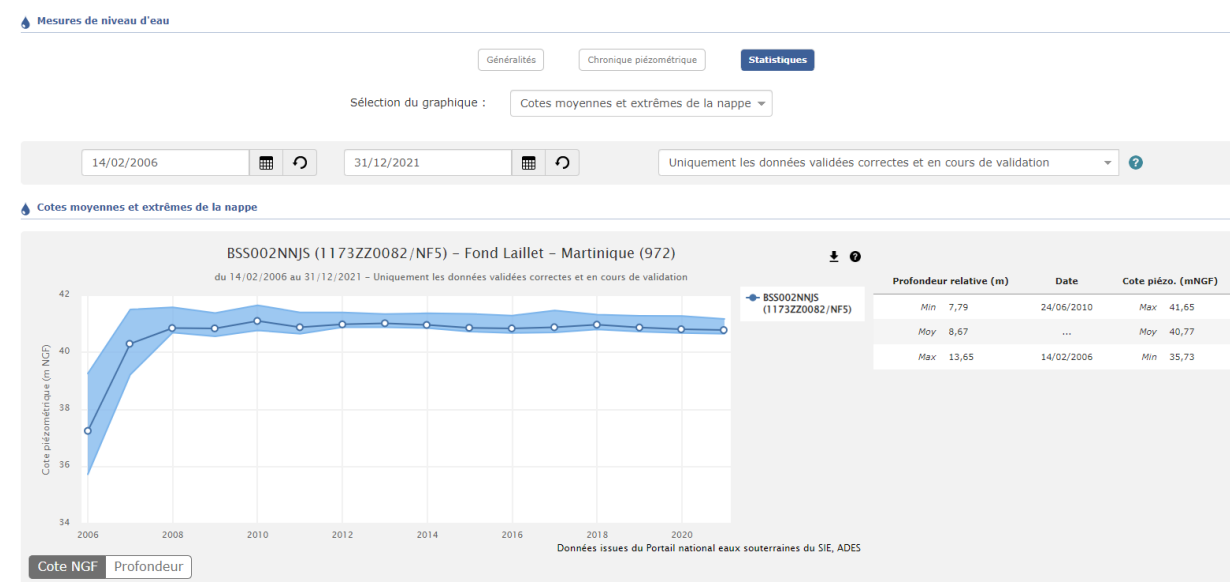 Mesures de niveau d'eau
Généralités
Chronique piézométrique
Statistiques
Sélection du graphique :
Cotes moyennes et extrêmes de la nappe
14/02/2006
31/12/2021
Uniquement les données validées correctes et en cours de validation
?
Cotes moyennes et extrêmes de la nappe
BSS002NNJS (1173ZZ0082/NF5) – Fond Laillet – Martinique (972)
?
du 14/02/2006 au 31/12/2021 – Uniquement les données validées correctes et en cours de validation
Cote piézométrique (m NGF)
42
40
38
36
34
2006
2008
2010
2012
2014
2016
2018
2020
BSS002NNJS
(1173ZZ0082/NF5)
Profondeur relative (m) Date Cote piézo. (mNGF)
Min 7,79 24/06/2010 Max 41,65
Moy 8,67 ... Moy 40,77
Max 13,65 14/02/2006 Min 35,73
Données issues du Portail national eaux souterraines du SIE, ADES
Cote NGF
Profondeur